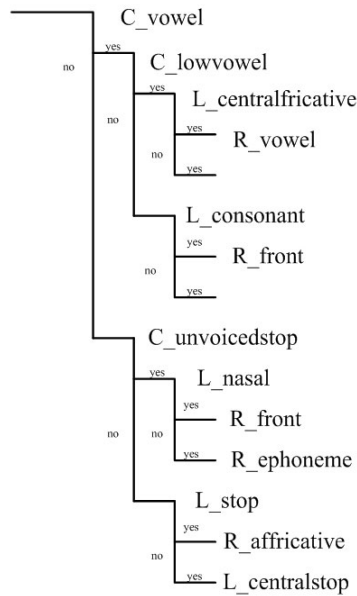 C_vowel
yes
C_lowvowel
no
yes
L_centralfricative
no
yes
R_vowel
no
yes
L_consonant
yes
R_front
no
yes
C_unvoicedstop
yes
L_nasal
yes
R_front
no
no
yes
R_ephoneme
L_stop
yes
R_affricative
no
yes
L_centralstop